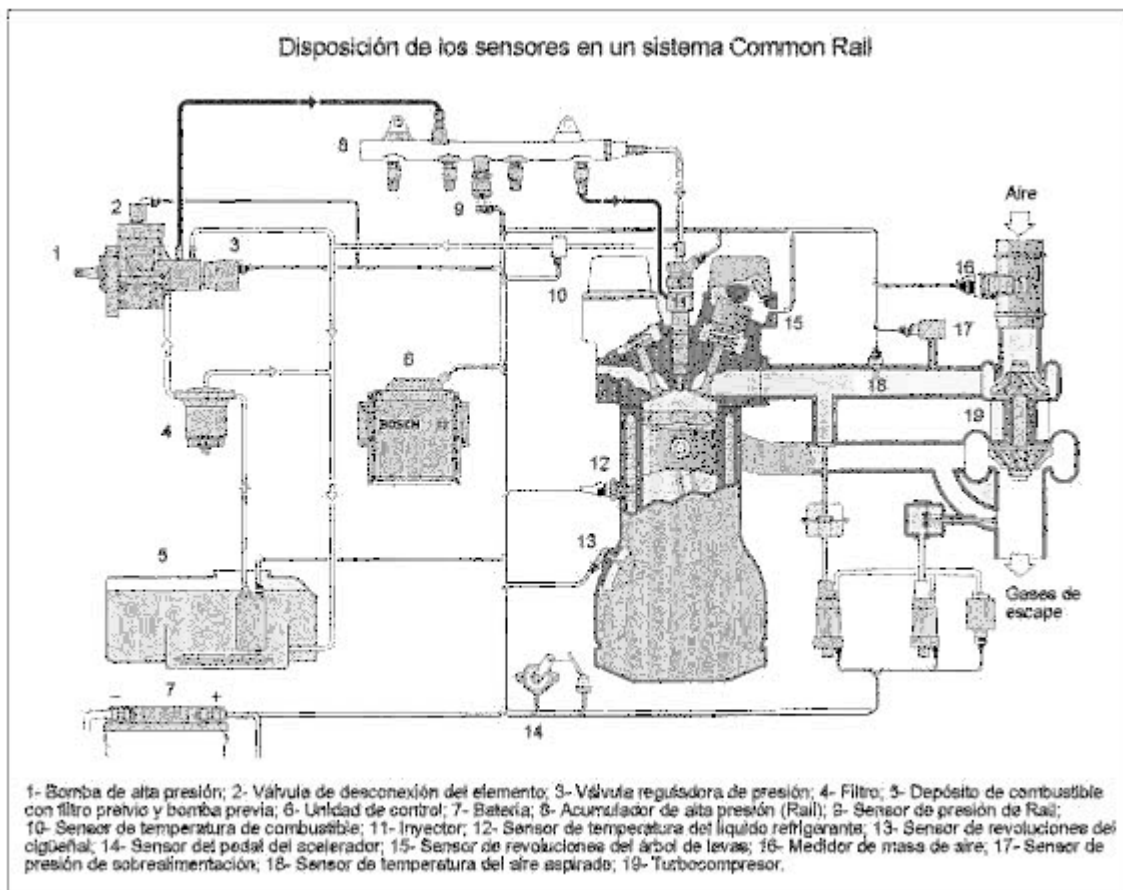 Disposición de los sensores en un sistema Common Rail
Aire
8
2
9
3
1
16
10
11
15
17
6
18
BOSCH
19
4
12
13
5
Gases de
escape
7
- +
14
1- Bomba de alta presión; 2- Válvula de desconexión del elemento; 3- Válvula reguladora de presión; 4- Filtro; 5- Depósito de combustible
con filtro preivio y bomba previa; 6- Unidad de control; 7- Batería; 8- Acumulador de alta presión (Rail); 9- Sensor de presión de Rail;
10- Sensor de temperatura de combustible; 11- Inyector; 12- Sensor de temperatura del líquido refrigerante; 13- Sensor de revoluciones del
cigüeñal; 14- Sensor del pedal del acelerador; 15- Sensor de revoluciones del árbol de levas; 16- Medidor de masa de aire; 17- Sensor de
presión de sobrealimentación; 18- Sensor de temperatura del aire aspirado; 19- Turbocompresor.